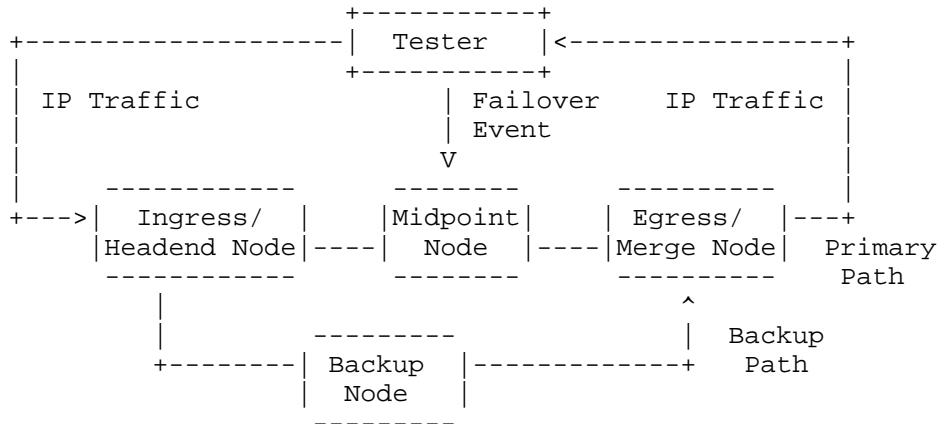 Tester
IP Traffic Failover IP Traffic
Event
V
Ingress/ Midpoint Egress/
Headend Node Node Merge Node Primary
Path
Backup
Backup Path
Node